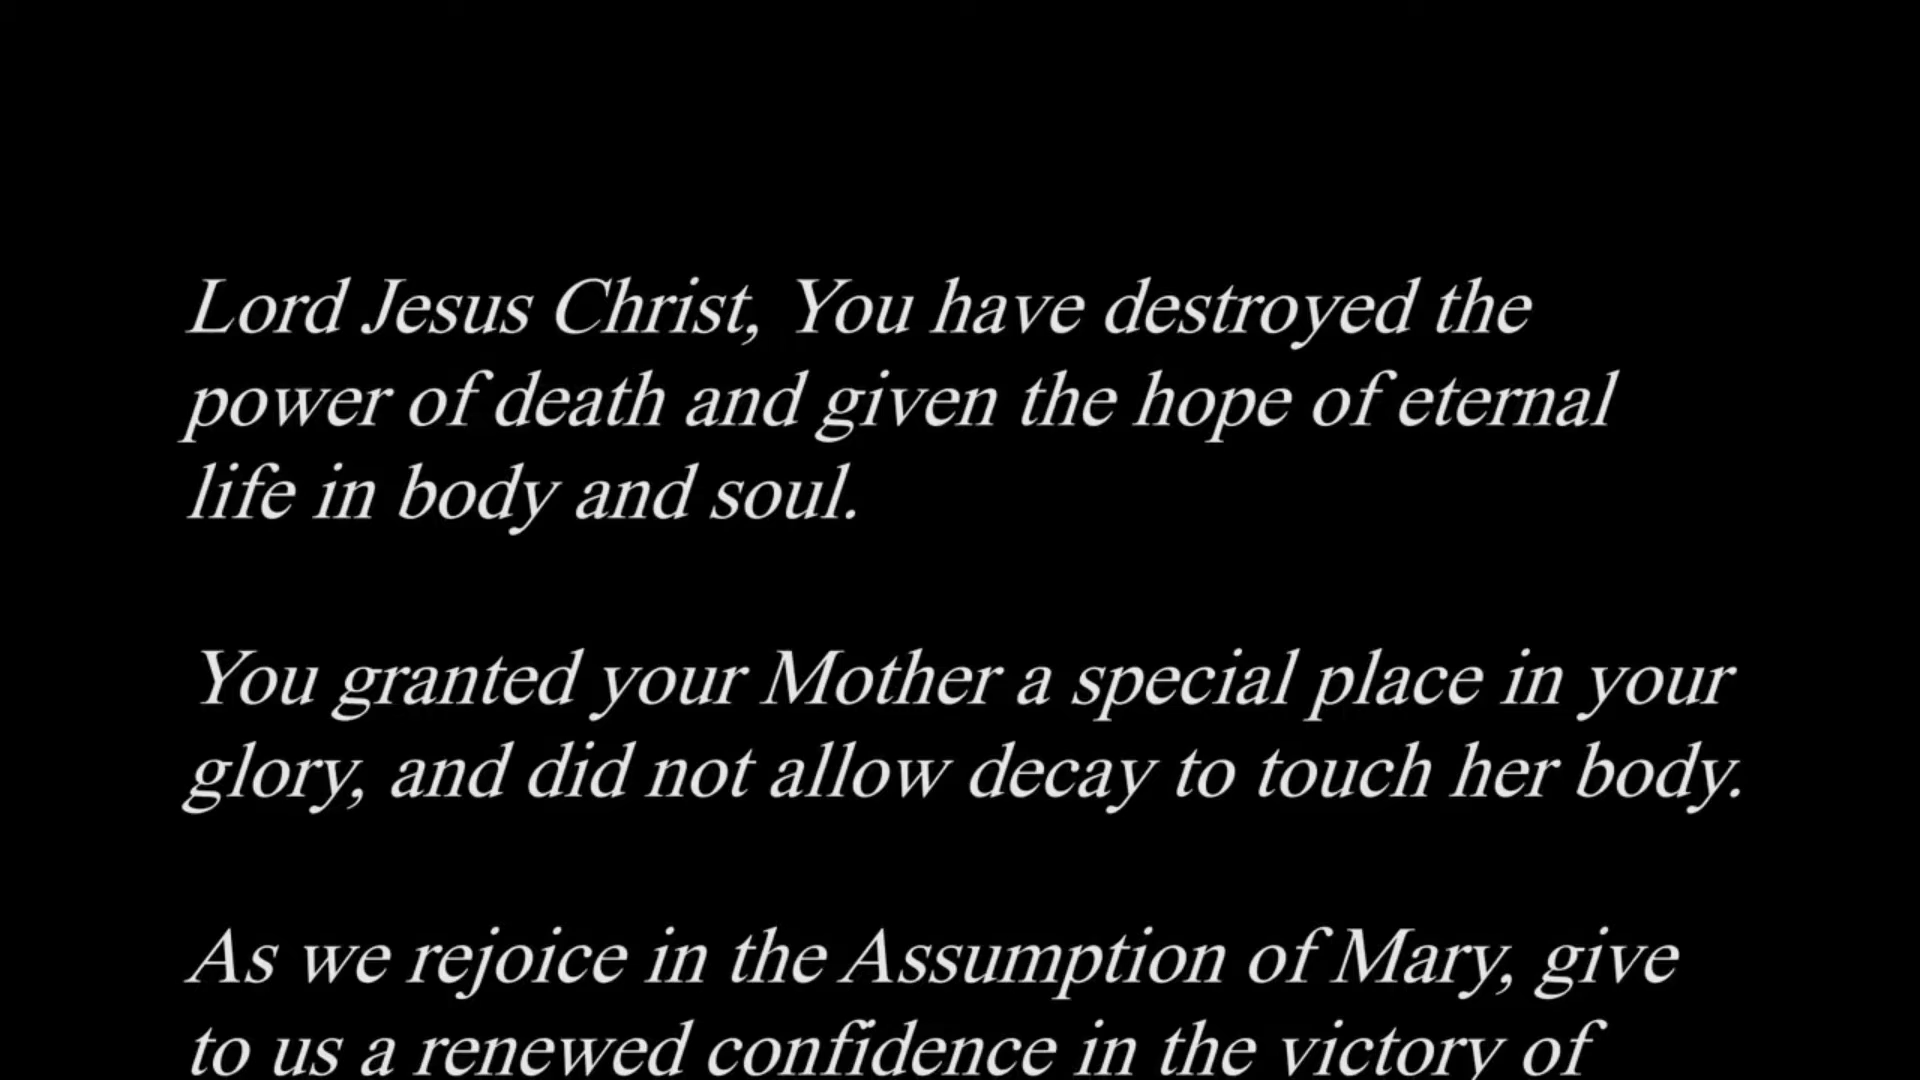 Lord Jesus Christ, You have destroyed the
power of death and given the hope of eternal
life in body and soul.
You granted your Mother a special place in your
glory, and did not allow decay to touch her body.
As we rejoice in the Assumption of Mary, give
to us a renewed confidence in the victory of